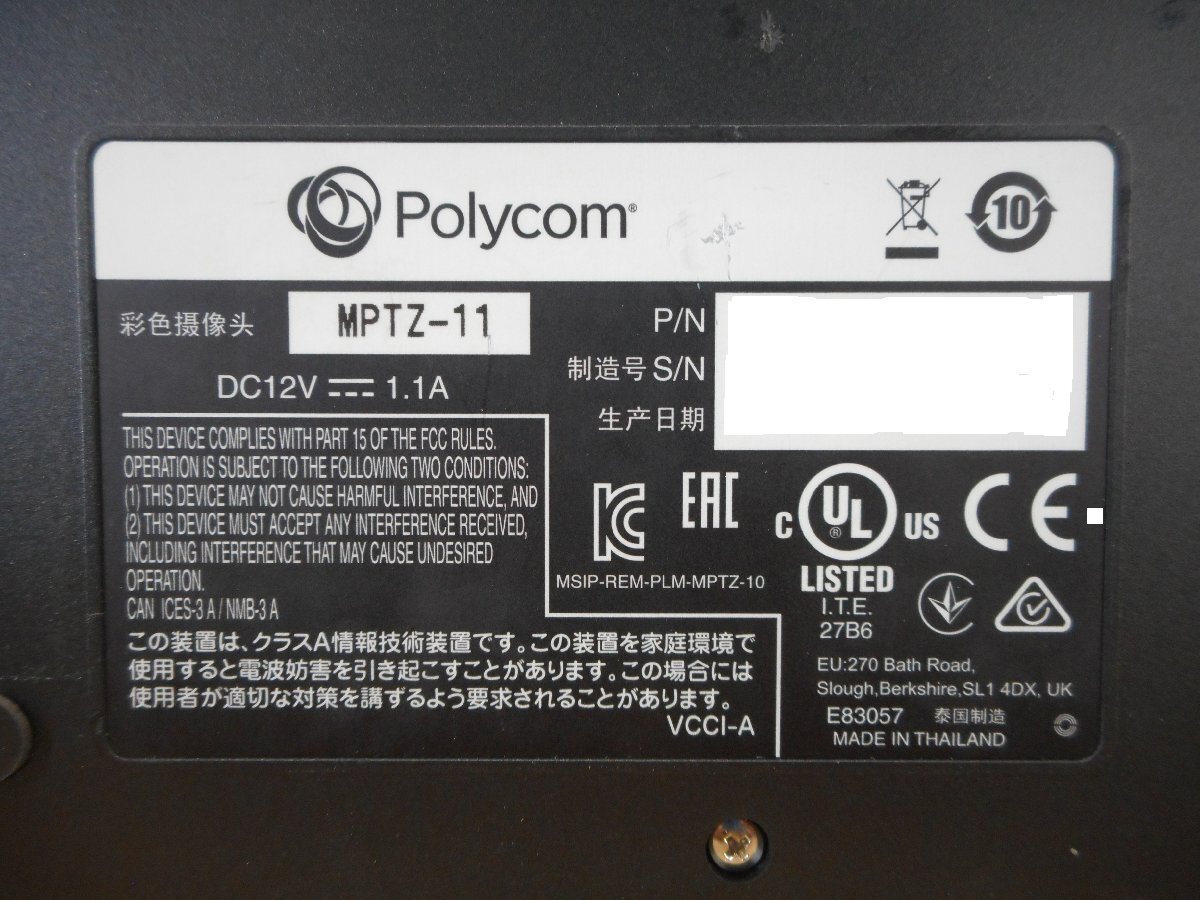 Polycom®
10
彩色摄像头 MPTZ-11
P/N
DC12V 1.1A
制造号 S/N
生产日期
THIS DEVICE COMPLIES WITH PART 15 OF THE FCC RULES.
OPERATION IS SUBJECT TO THE FOLLOWING TWO CONDITIONS:
(1) THIS DEVICE MAY NOT CAUSE HARMFUL INTERFERENCE, AND
(2) THIS DEVICE MUST ACCEPT ANY INTERFERENCE RECEIVED,
INCLUDING INTERFERENCE THAT MAY CAUSE UNDESIRED
OPERATION.
CAN ICES-3 A / NMB-3 A
この装置は、クラスA情報技術装置です。この装置を家庭環境で
使用すると電波妨害を引き起こすことがあります。この場合には
使用者が適切な対策を講ずるよう要求されることがあります。
VCCI-A
KC
EAC
MSIP-REM-PLM-MPTZ-10
C UL® US
LISTED
I.T.E.
27B6
CE
EU:270 Bath Road,
Slough,Berkshire,SL1 4DX, UK
E83057 泰国制造
MADE IN THAILAND